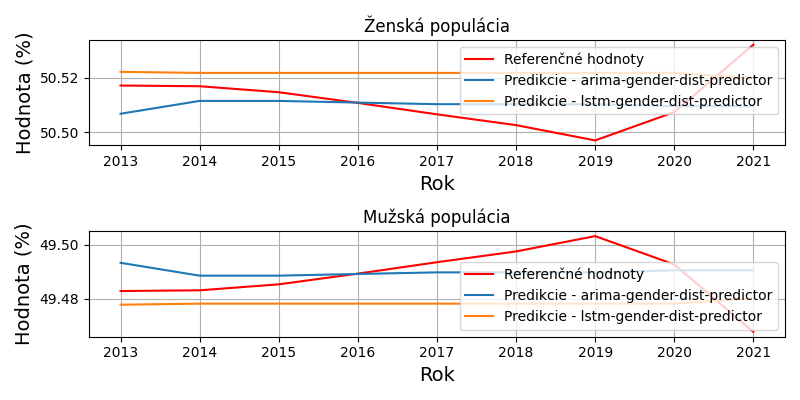 Ženská populácia
Hodnota (%)
50.52
50.50
Referenčné hodnoty
Predikcie - arima-gender-dist-predictor
Predikcie - lstm-gender-dist-predictor
2013 2014 2015 2016 2017 2018 2019 2020 2021
Rok
Mužská populácia
Hodnota (%)
49.50
49.48
Referenčné hodnoty
Predikcie - arima-gender-dist-predictor
Predikcie - lstm-gender-dist-predictor
2013 2014 2015 2016 2017 2018 2019 2020 2021
Rok